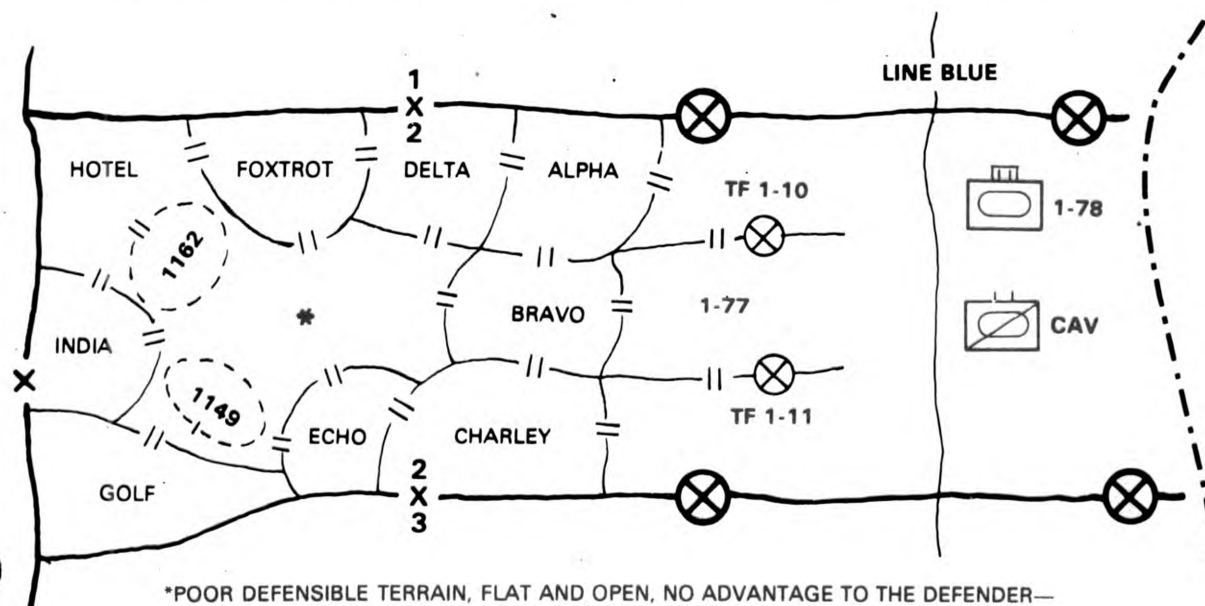 LINE BLUE
1
X
2
HOTEL
FOXTROT
DELTA
ALPHA
TF 1-10
1-78
1162
*
BRAVO
1-77
CAV
INDIA
X
1149
ECHO
CHARLEY
TF 1-11
GOLF
2
X
3
*POOR DEFENSIBLE TERRAIN, FLAT AND OPEN, NO ADVANTAGE TO THE DEFENDER—